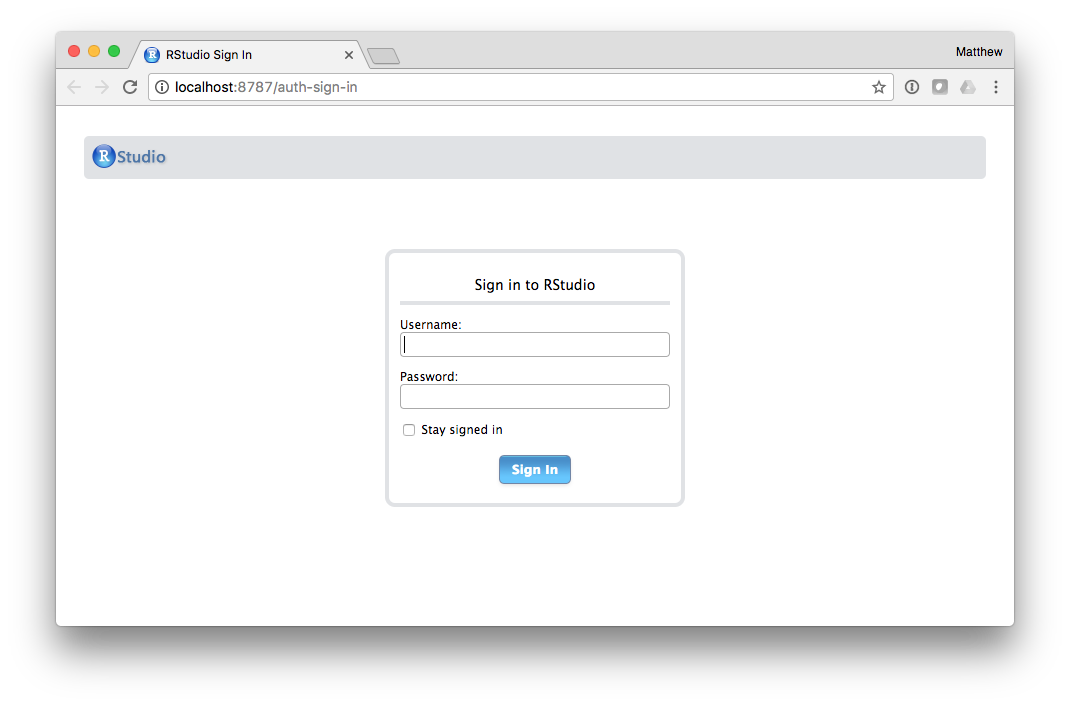 RStudio Sign In
Matthew
localhost:8787/auth-sign-in
R Studio
Sign in to RStudio
Username:
Password:
Stay signed in
Sign In